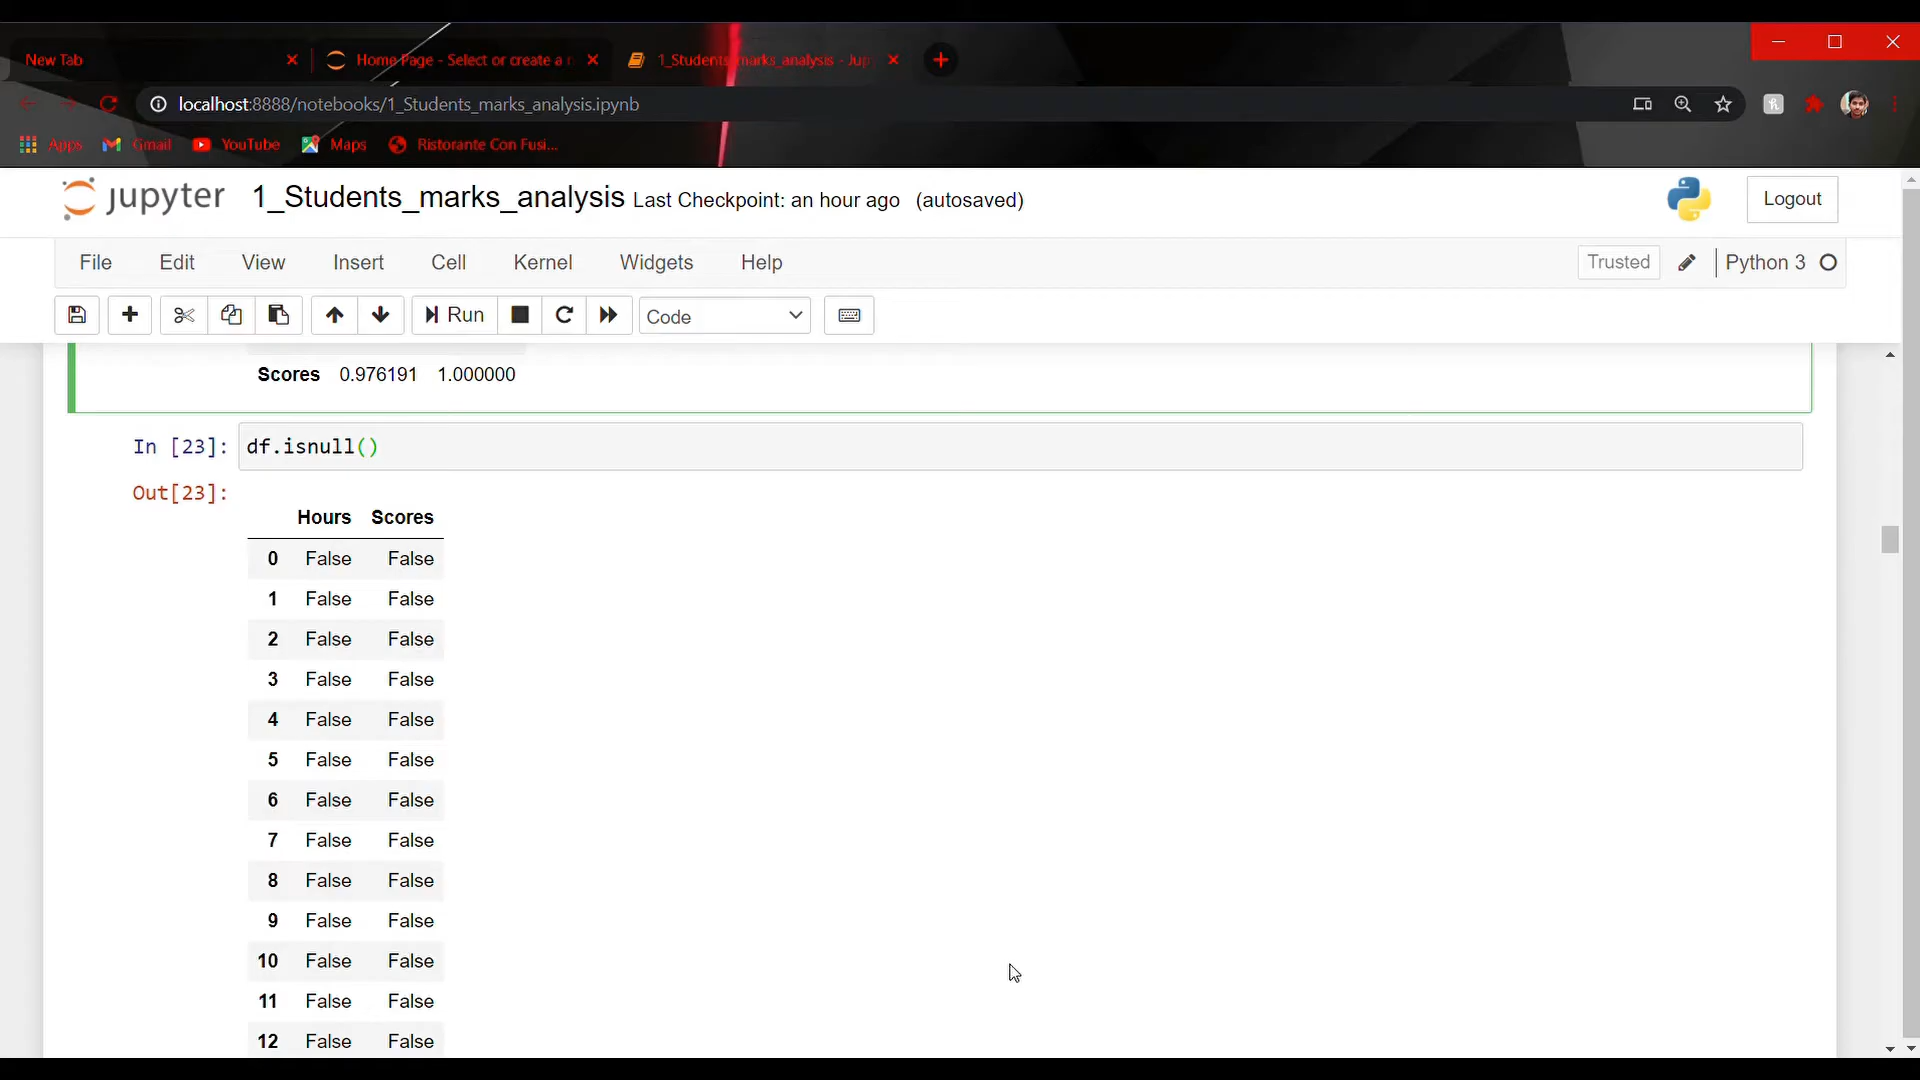 New Tab
Home Page - Select or create a
1_Students_marks_analysis - Jup
localhost:8888/notebooks/1_Students_marks_analysis.ipynb
Apps Gmail YouTube Maps Ristorante Con Fusi...
jupyter 1_Students_marks_analysis Last Checkpoint: an hour ago (autosaved)
Logout
File Edit View Insert Cell Kernel Widgets Help
Trusted Python 3
Run Code
Scores 0.976191 1.000000
In [23]: df.isnull()
Out[23]:
Hours Scores
0 False False
1 False False
2 False False
3 False False
4 False False
5 False False
6 False False
7 False False
8 False False
9 False False
10 False False
11 False False
12 False False